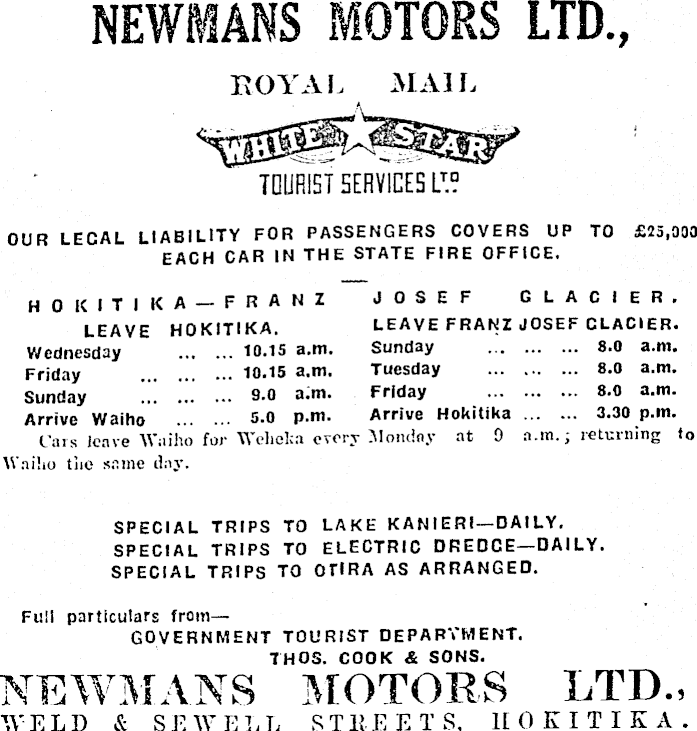 NEWMANS MOTORS LTD.,
ROYAL MAIL
WHITE STAR
TOURIST SERVICES LTD
OUR LEGAL LIABILITY FOR PASSENGERS COVERS UP TO £25,000
EACH CAR IN THE STATE FIRE OFFICE.
HOKITIKA—FRANZ JOSEF GLACIER.
LEAVE HOKITIKA.
Wednesday ... ... 10.15 a.m.
Friday ... ... ... 10.15 a.m.
Sunday ... ... ... 9.0 a.m.
Arrive Waiho ... ... 5.0 p.m.
LEAVE FRANZ JOSEF GLACIER.
Sunday ... ... ... 8.0 a.m.
Tuesday ... ... ... 8.0 a.m.
Friday ... ... ... 8.0 a.m.
Arrive Hokitika ... ... 3.30 p.m.
Cars leave Waiho for Weheka every Monday at 9 a.m.; returning to
Waiho the same day.
SPECIAL TRIPS TO LAKE KANIERI—DAILY.
SPECIAL TRIPS TO ELECTRIC DREDGE—DAILY.
SPECIAL TRIPS TO OTIRA AS ARRANGED.
Full particulars from—
GOVERNMENT TOURIST DEPARTMENT.
THOS. COOK & SONS.
NEWMANS MOTORS LTD.,
WELD & SEWELL STREETS, HOKITIKA.